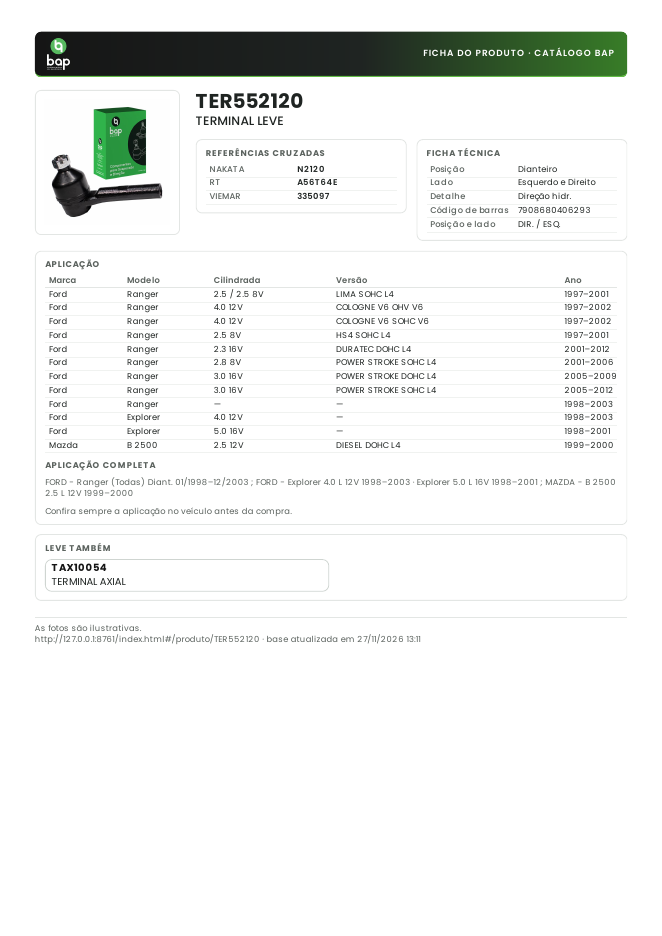 bap
FICHA DO PRODUTO · CATÁLOGO BAP
bap
TER552120
TERMINAL LEVE
REFERÊNCIAS CRUZADAS
NAKATA N2120
RT A56T64E
VIEMAR 335097
FICHA TÉCNICA
Posição Dianteiro
Lado Esquerdo e Direito
Detalhe Direção hidr.
Código de barras 7908680406293
Posição e lado DIR. / ESQ.
APLICAÇÃO
Marca Modelo Cilindrada Versão Ano
Ford Ranger 2.5 / 2.5 8V LIMA SOHC L4 1997–2001
Ford Ranger 4.0 12V COLOGNE V6 OHV V6 1997–2002
Ford Ranger 4.0 12V COLOGNE V6 SOHC V6 1997–2002
Ford Ranger 2.5 8V HS4 SOHC L4 1997–2001
Ford Ranger 2.3 16V DURATEC DOHC L4 2001–2012
Ford Ranger 2.8 8V POWER STROKE SOHC L4 2001–2006
Ford Ranger 3.0 16V POWER STROKE DOHC L4 2005–2009
Ford Ranger 3.0 16V POWER STROKE SOHC L4 2005–2012
Ford Ranger — — 1998–2003
Ford Explorer 4.0 12V — 1998–2003
Ford Explorer 5.0 16V — 1998–2001
Mazda B 2500 2.5 12V DIESEL DOHC L4 1999–2000
APLICAÇÃO COMPLETA
FORD - Ranger (Todas) Diant. 01/1998–12/2003 ; FORD - Explorer 4.0 L 12V 1998–2003 · Explorer 5.0 L 16V 1998–2001 ; MAZDA - B 2500
2.5 L 12V 1999–2000
Confira sempre a aplicação no veículo antes da compra.
LEVE TAMBÉM
TAX10054
TERMINAL AXIAL
As fotos são ilustrativas.
http://127.0.0.1:8761/index.html#/produto/TER552120 · base atualizada em 27/11/2026 13:11